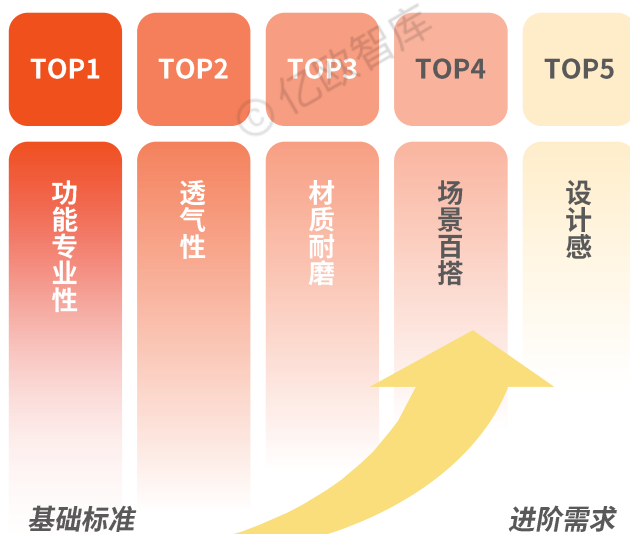 TOP1
TOP2
TOP3
TOP4
TOP5
© 亿欧智库
功能专业性
透气性
材质耐磨
场景百搭
设计感
基础标准
进阶需求